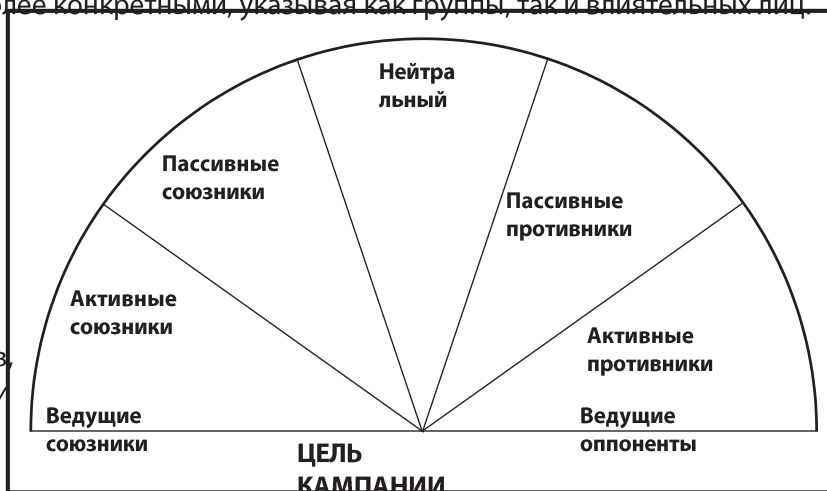 более конкретными, указывая как группы, так и влиятельных лиц.
Нейтра
льный
Пассивные
союзники
Пассивные
противники
Активные
союзники
Активные
противники
Ведущие
союзники
Ведущие
оппоненты
ЦЕЛЬ
КАМПАНИИ